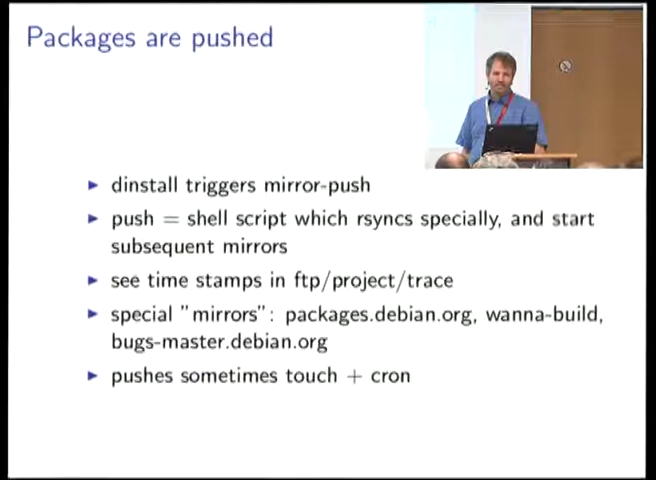 Packages are pushed
▶ dinstall triggers mirror-push
▶ push = shell script which rsyncs specially, and start
subsequent mirrors
▶ see time stamps in ftp/project/trace
▶ special "mirrors": packages.debian.org, wanna-build,
bugs-master.debian.org
▶ pushes sometimes touch + cron